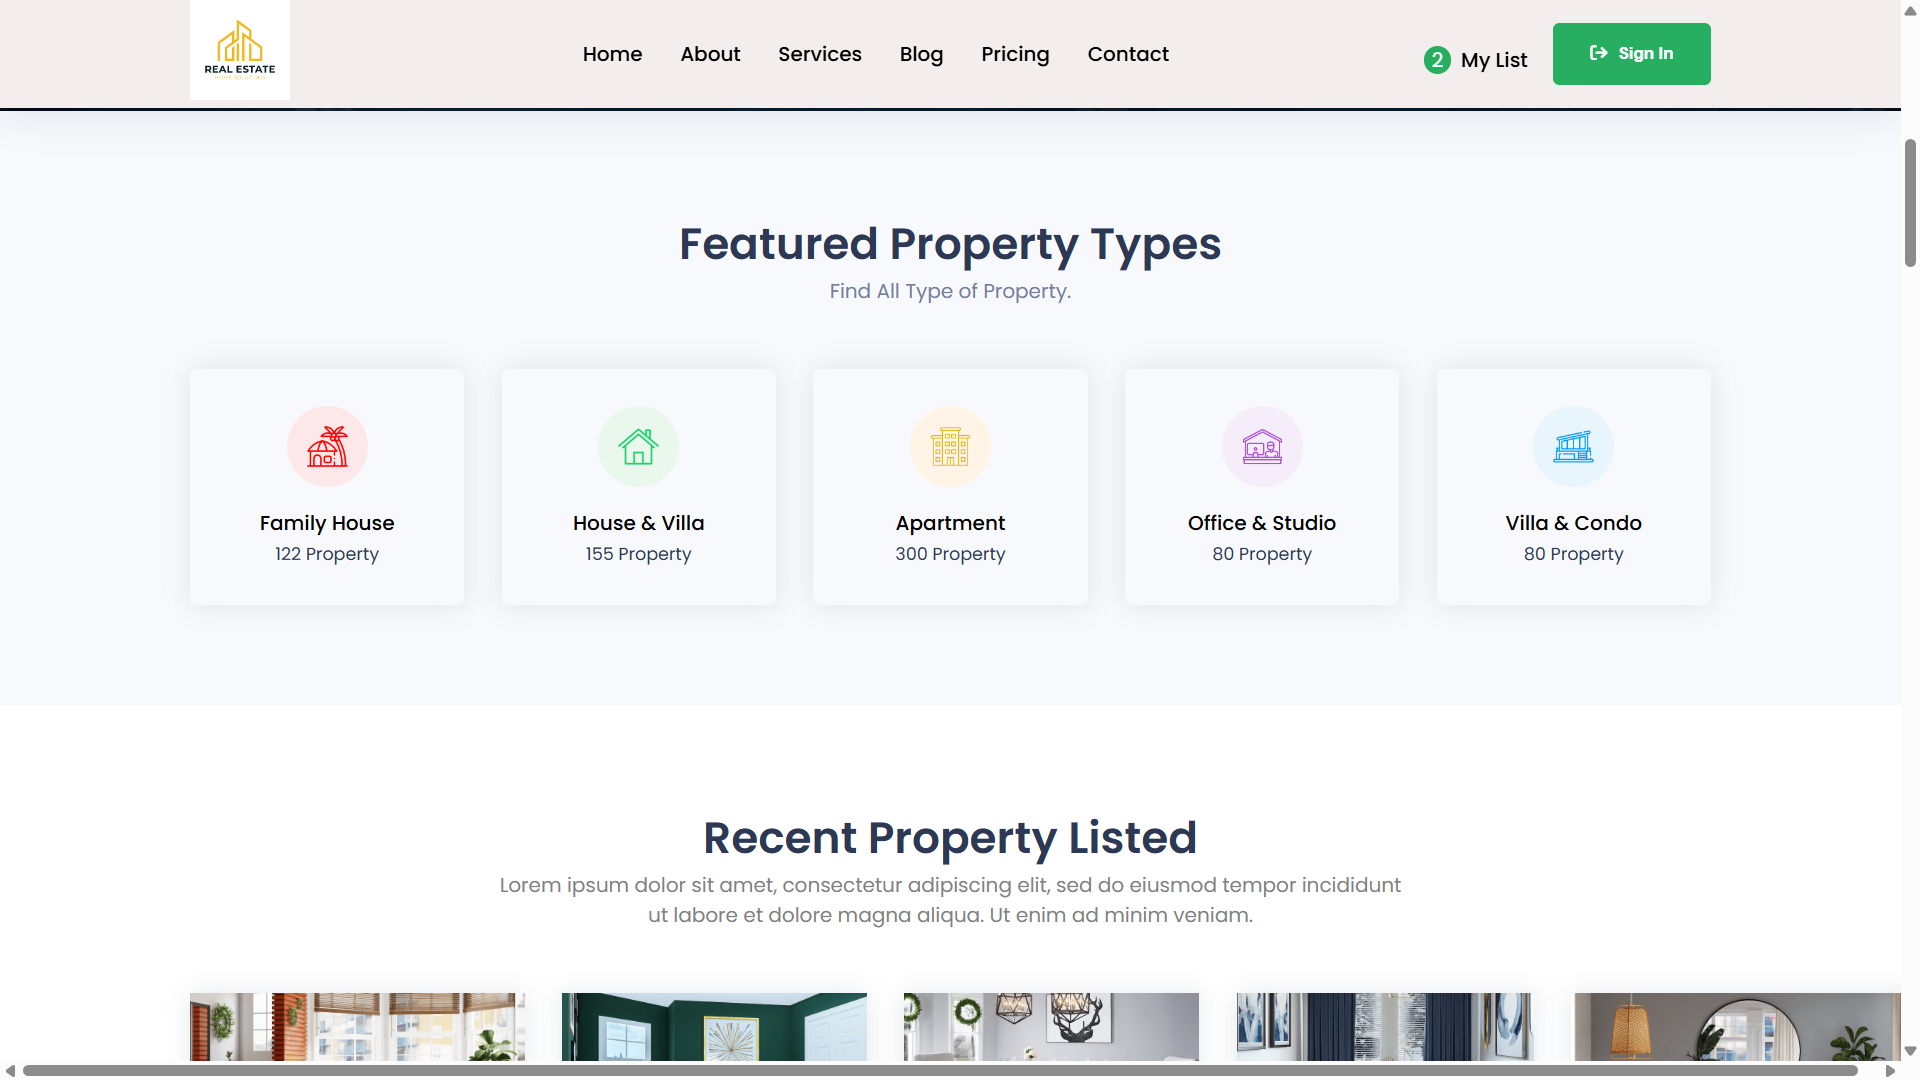 REAL ESTATE
Home About Services Blog Pricing Contact
2 My List
Sign In
Featured Property Types
Find All Type of Property.
Family House
122 Property
House & Villa
155 Property
Apartment
300 Property
Office & Studio
80 Property
Villa & Condo
80 Property
Recent Property Listed
Lorem ipsum dolor sit amet, consectetur adipiscing elit, sed do eiusmod tempor incididunt
ut labore et dolore magna aliqua. Ut enim ad minim veniam.